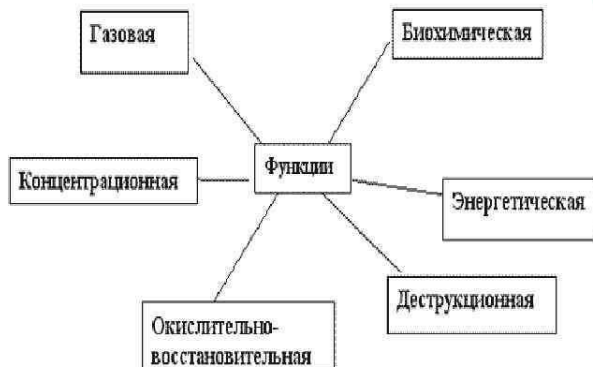 Газовая
Биохимическая
Функции
Концентрационная
Энергетическая
Деструкционная
Окислительно-
восстановительная